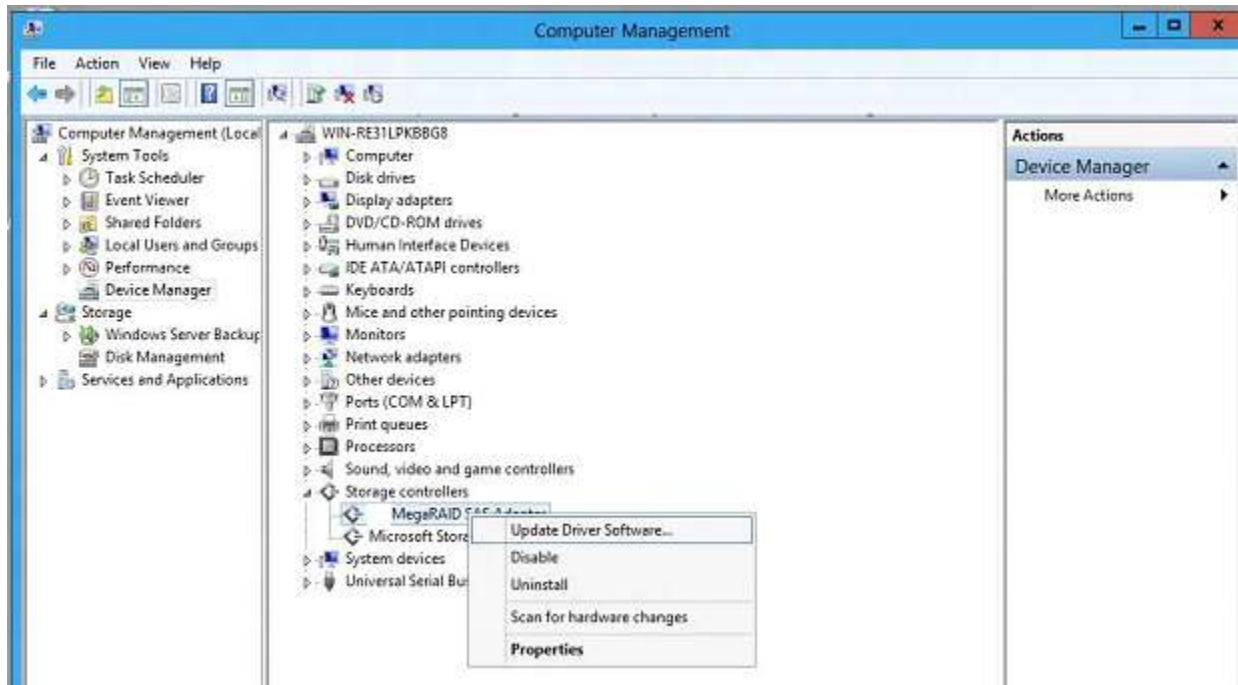 Computer Management
File Action View Help
Computer Management (Local
System Tools
Task Scheduler
Event Viewer
Shared Folders
Local Users and Groups
Performance
Device Manager
Storage
Windows Server Backup
Disk Management
Services and Applications
WIN-RE31LPKBBG8
Computer
Disk drives
Display adapters
DVD/CD-ROM drives
Human Interface Devices
IDE ATA/ATAPI controllers
Keyboards
Mice and other pointing devices
Monitors
Network adapters
Other devices
Ports (COM & LPT)
Print queues
Processors
Sound, video and game controllers
Storage controllers
MegaRAID SAS Adapter
Microsoft Stora
System devices
Universal Serial Bu
Update Driver Software...
Disable
Uninstall
Scan for hardware changes
Properties
Actions
Device Manager
More Actions